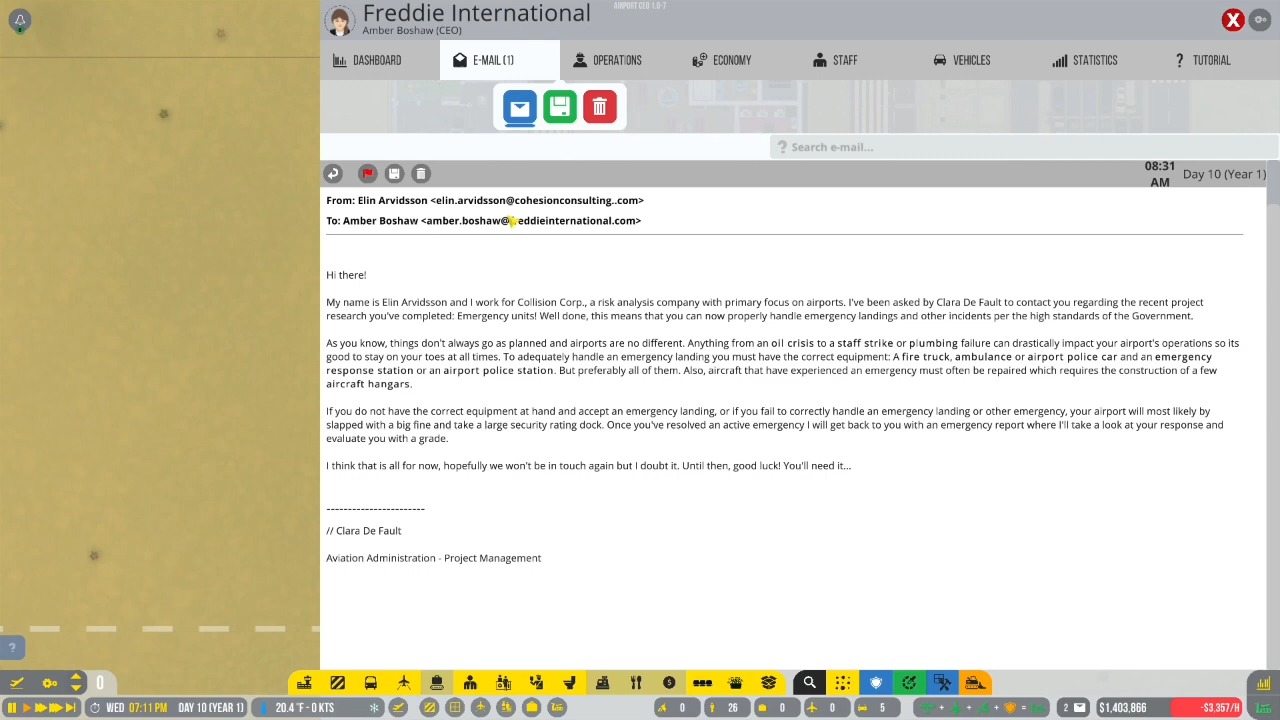 AIRPORT CEO 1.0-7
Freddie International
Amber Boshaw (CEO)
X
DASHBOARD
E-MAIL (1)
OPERATIONS
ECONOMY
STAFF
VEHICLES
STATISTICS
? TUTORIAL
? Search e-mail...
08:31 AM
Day 10 (Year 1)
From: Elin Arvidsson <elin.arvidsson@cohesionconsulting..com>
To: Amber Boshaw <amber.boshaw@freddieinternational.com>
Hi there!
My name is Elin Arvidsson and I work for Collision Corp., a risk analysis company with primary focus on airports. I've been asked by Clara De Fault to contact you regarding the recent project
research you've completed: Emergency units! Well done, this means that you can now properly handle emergency landings and other incidents per the high standards of the Government.
As you know, things don't always go as planned and airports are no different. Anything from an oil crisis to a staff strike or plumbing failure can drastically impact your airport's operations so its
good to stay on your toes at all times. To adequately handle an emergency landing you must have the correct equipment: A fire truck, ambulance or airport police car and an emergency
response station or an airport police station. But preferably all of them. Also, aircraft that have experienced an emergency must often be repaired which requires the construction of a few
aircraft hangars.
If you do not have the correct equipment at hand and accept an emergency landing, or if you fail to correctly handle an emergency landing or other emergency, your airport will most likely by
slapped with a big fine and take a large security rating dock. Once you've resolved an active emergency I will get back to you with an emergency report where I'll take a look at your response and
evaluate you with a grade.
I think that is all for now, hopefully we won't be in touch again but I doubt it. Until then, good luck! You'll need it...
-----------------------
// Clara De Fault
Aviation Administration - Project Management
?
0
WED 07:11 PM DAY 10 (YEAR 1)
20.4 °F - 0 KTS
0
26
0
0
5
2
$1,403,866
-$3,357/H